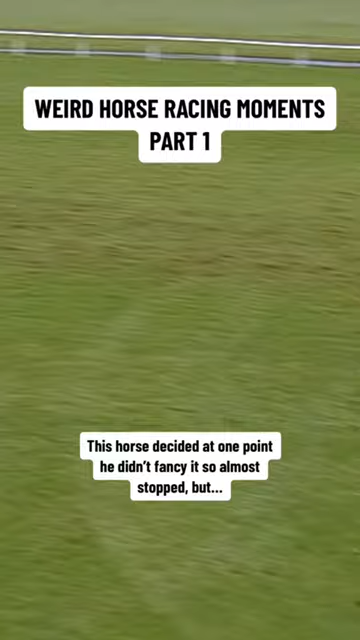 WEIRD HORSE RACING MOMENTS
PART 1
This horse decided at one point
he didn't fancy it so almost
stopped, but...